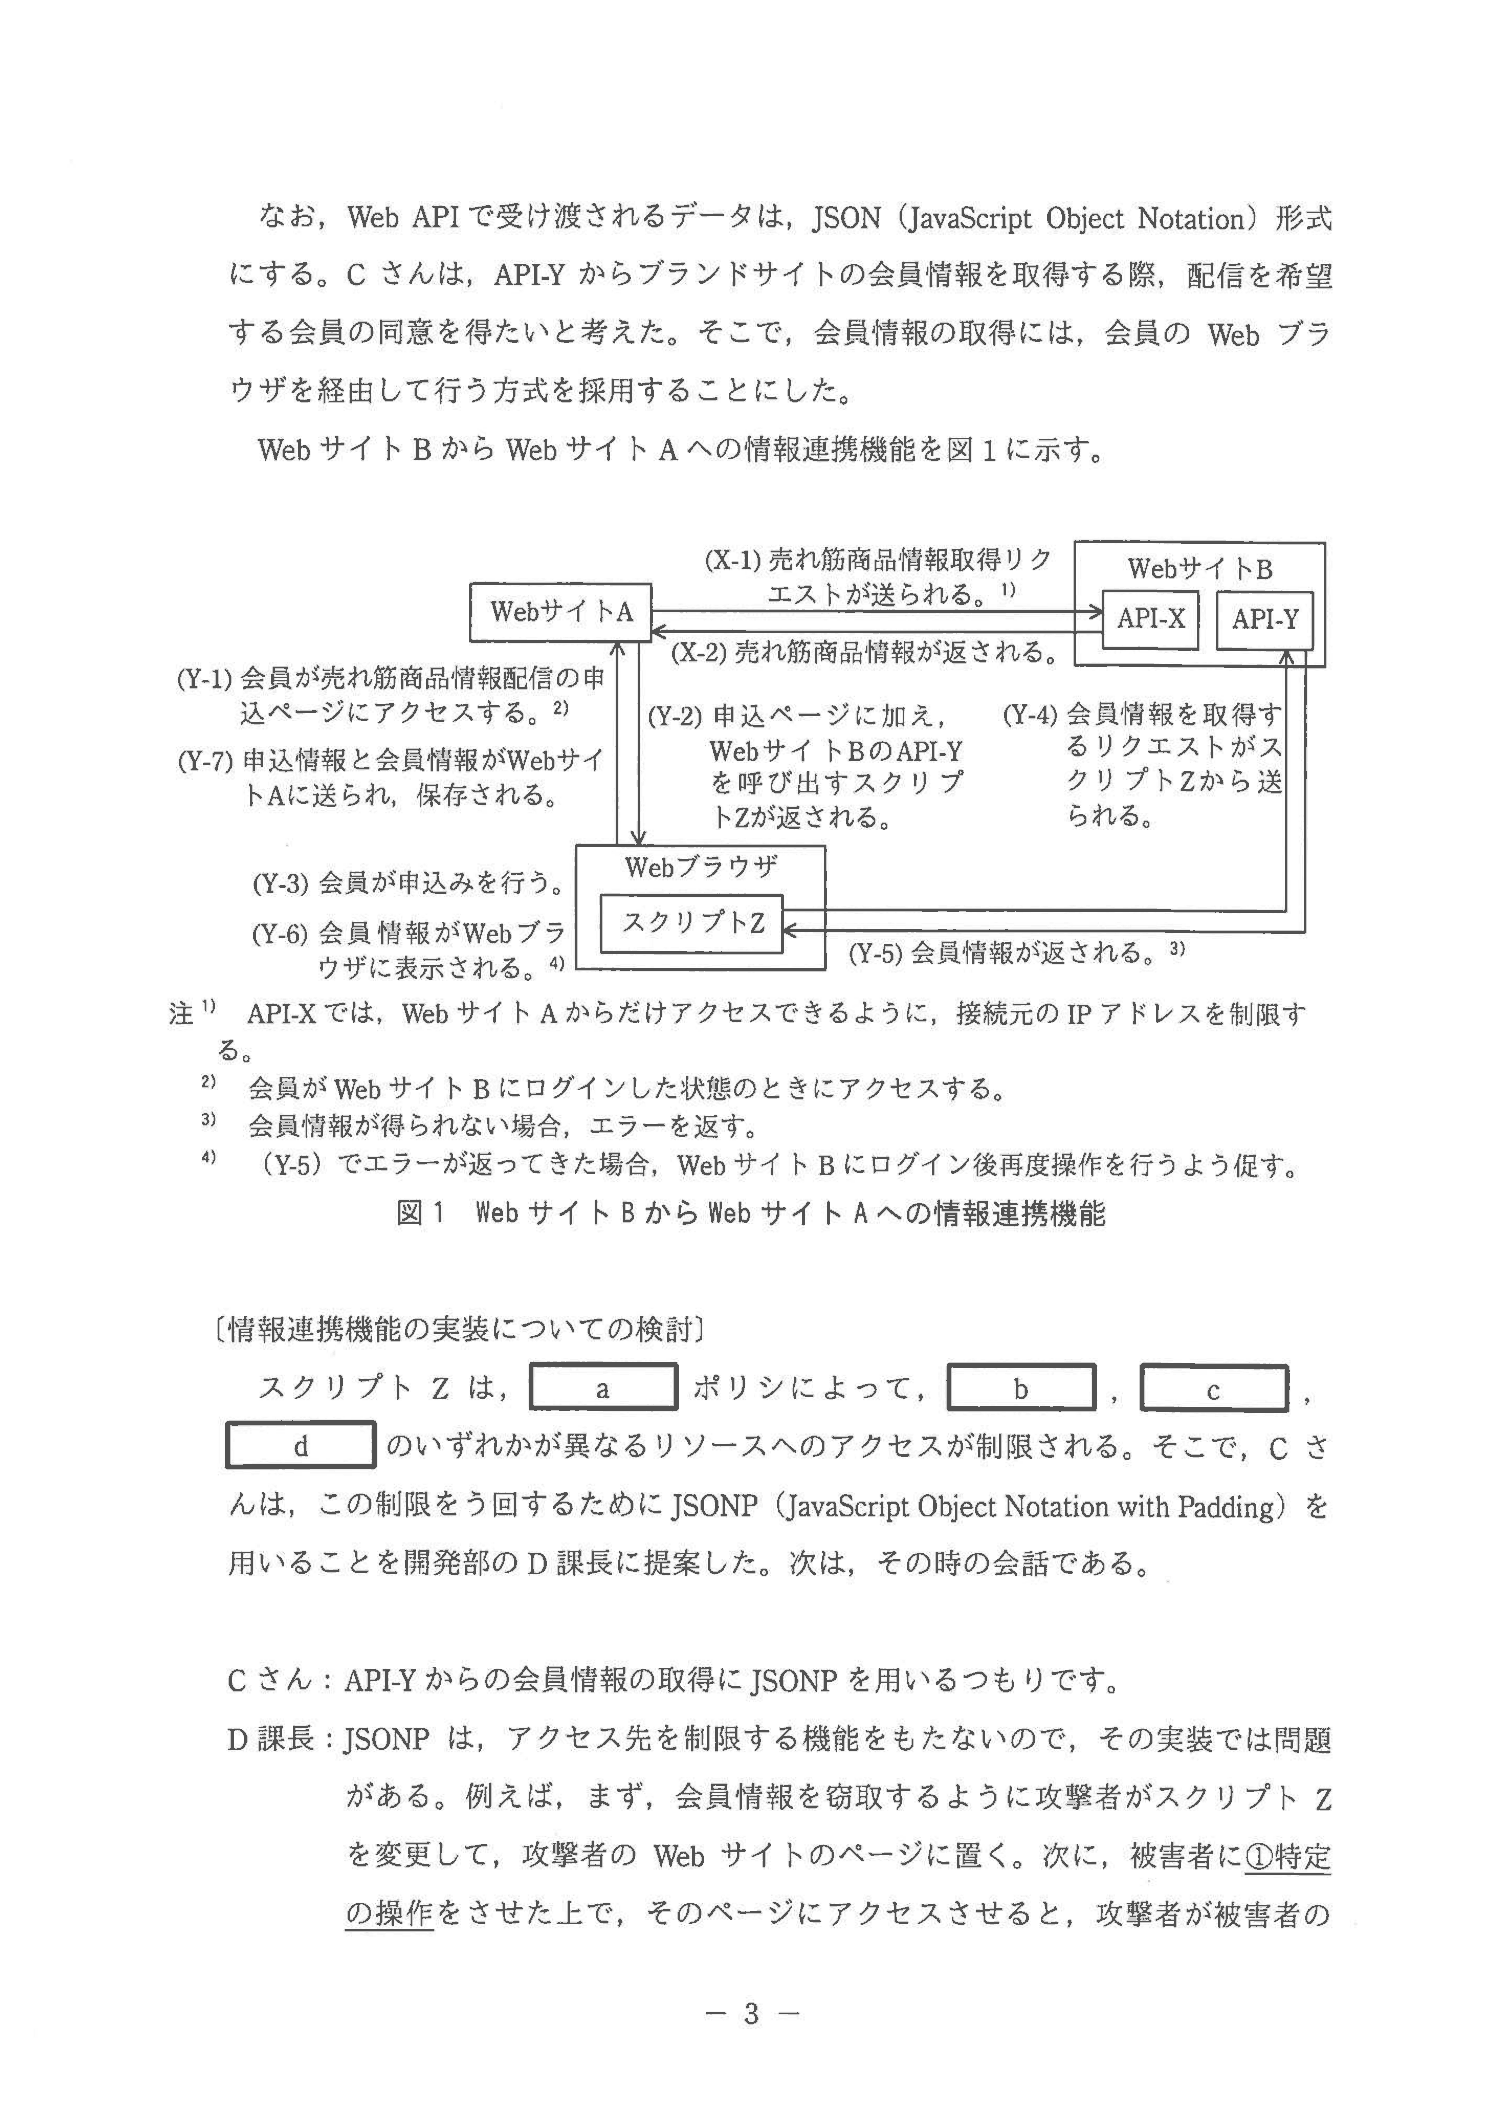 なお，Web API で受け渡されるデータは，JSON（JavaScript Object Notation）形式
にする。C さんは，API-Y からブランドサイトの会員情報を取得する際，配信を希望
する会員の同意を得たいと考えた。そこで，会員情報の取得には，会員の Web ブラ
ウザを経由して行う方式を採用することにした。
Web サイト B から Web サイト A への情報連携機能を図 1 に示す。
(X-1) 売れ筋商品情報取得リク
エストが送られる。1)
WebサイトB
WebサイトA
API-X
API-Y
(X-2) 売れ筋商品情報が返される。
(Y-1) 会員が売れ筋商品情報配信の申
込ページにアクセスする。2)
(Y-7) 申込情報と会員情報がWebサイ
トAに送られ，保存される。
(Y-2) 申込ページに加え，
WebサイトBのAPI-Y
を呼び出すスクリプ
トZが返される。
(Y-4) 会員情報を取得す
るリクエストがス
クリプトZから送
られる。
Webブラウザ
(Y-3) 会員が申込みを行う。
スクリプトZ
(Y-6) 会員情報がWebブラ
ウザに表示される。4)
(Y-5) 会員情報が返される。3)
注 1) API-X では，Web サイト A からだけアクセスできるように，接続元の IP アドレスを制限す
る。
2) 会員が Web サイト B にログインした状態のときにアクセスする。
3) 会員情報が得られない場合，エラーを返す。
4) （Y-5）でエラーが返ってきた場合，Web サイト B にログイン後再度操作を行うよう促す。
図 1 Web サイト B から Web サイト A への情報連携機能
〔情報連携機能の実装についての検討〕
スクリプト Z は， a ポリシによって， b ， c ，
d のいずれかが異なるリソースへのアクセスが制限される。そこで，C さ
んは，この制限をう回するために JSONP（JavaScript Object Notation with Padding）を
用いることを開発部の D 課長に提案した。次は，その時の会話である。
C さん：API-Y からの会員情報の取得に JSONP を用いるつもりです。
D 課長：JSONP は，アクセス先を制限する機能をもたないので，その実装では問題
がある。例えば，まず，会員情報を窃取するように攻撃者がスクリプト Z
を変更して，攻撃者の Web サイトのページに置く。次に，被害者に①特定
の操作をさせた上で，そのページにアクセスさせると，攻撃者が被害者の
― 3 ―